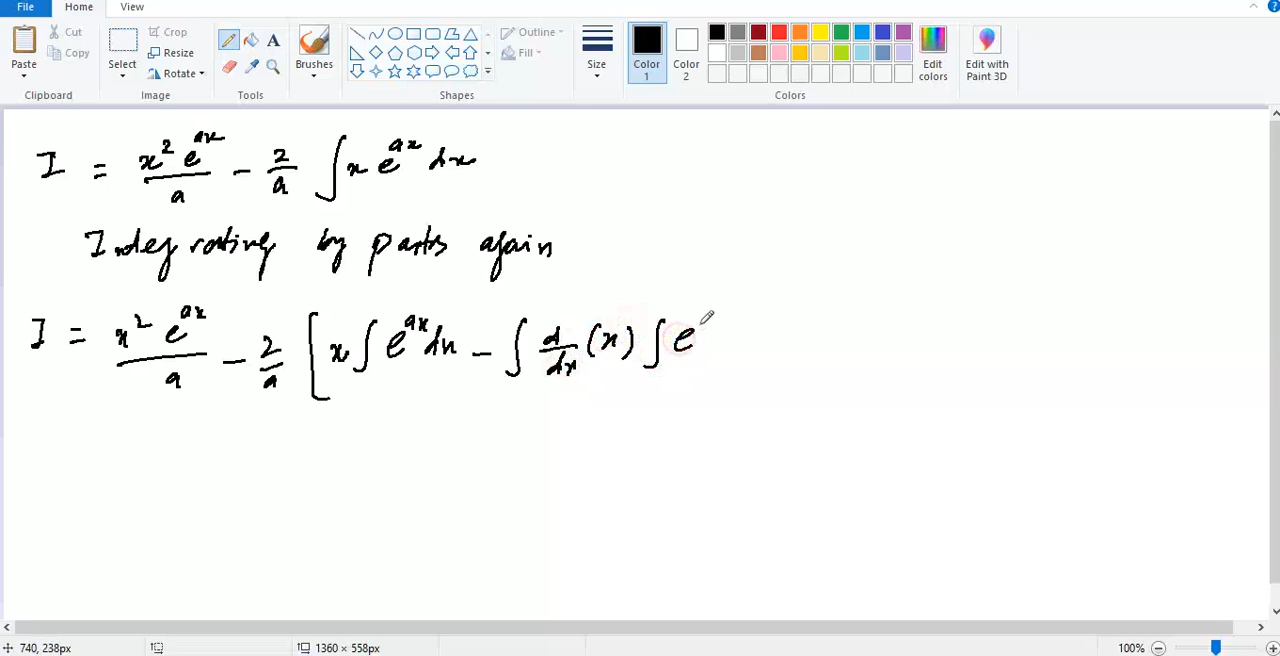 File Home View
Paste Cut Copy Select Crop Resize Rotate A Brushes Outline Fill Size Color 1 Color 2 Edit colors Edit with Paint 3D
Clipboard Image Tools Shapes Colors
I = x² e^{ax} / a − 2/a ∫ x e^{ax} dx
Integrating by parts again
I = x² e^{ax} / a − 2/a [ x ∫ e^{ax} dx − ∫ d/dx (x) ∫ e
740, 238px 1360 × 558px 100%